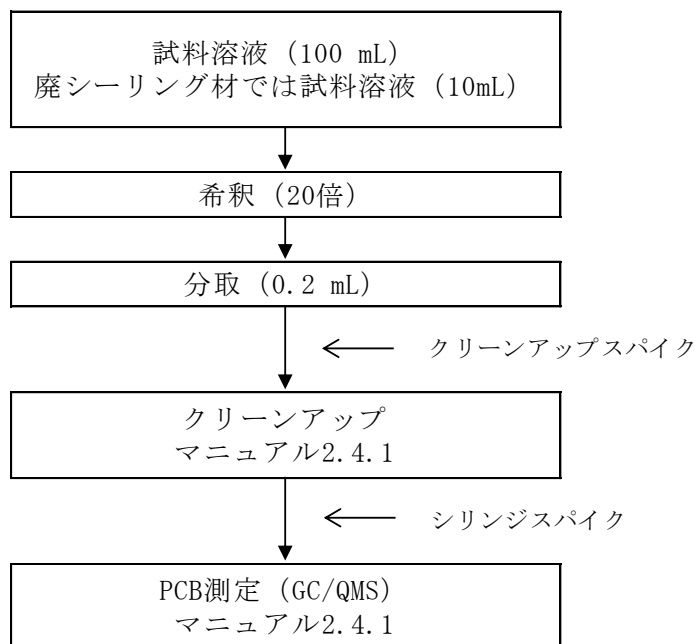 試料溶液 (100 mL)
廃シーリング材では試料溶液 (10mL)
希釈 (20倍)
分取 (0.2 mL)
クリーンアップスパイク
クリーンアップ
マニュアル2.4.1
シリンジスパイク
PCB測定 (GC/QMS)
マニュアル2.4.1